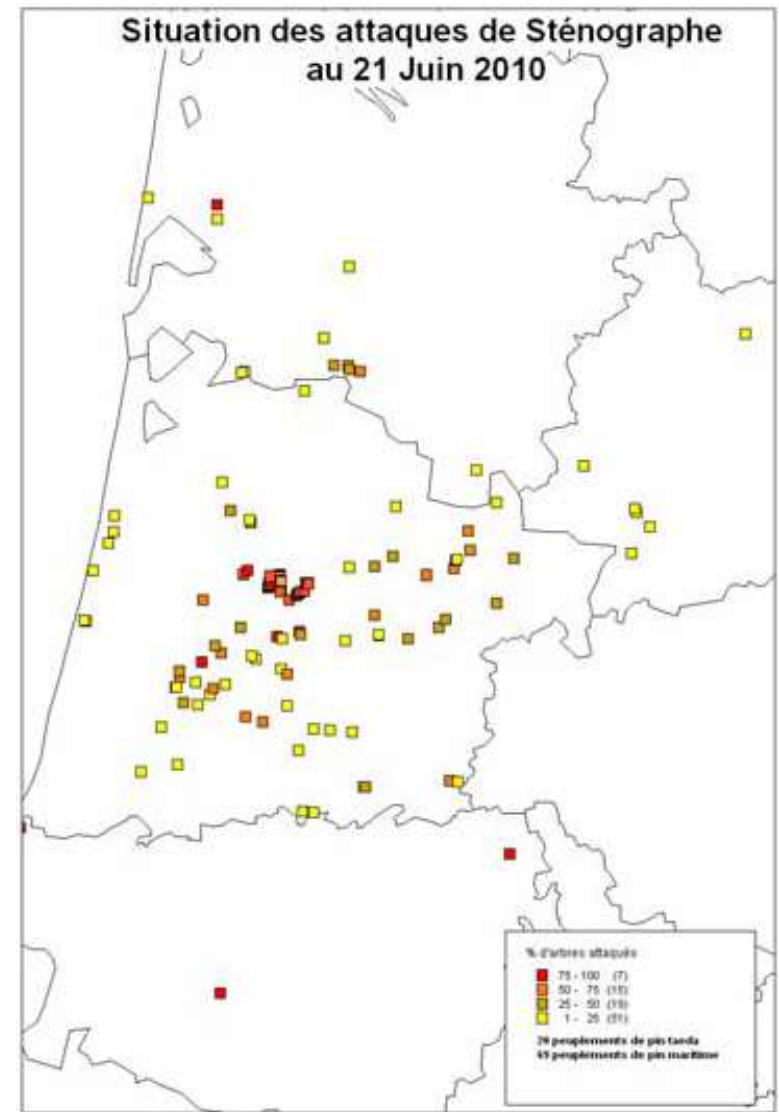 Situation des attaques de Sténographe
au 21 Juin 2010
% d'arbres attaqués
75 - 100 (7)
50 - 75 (15)
25 - 50 (19)
1 - 25 (51)
peuplements de pin taeda
peuplements de pin maritime